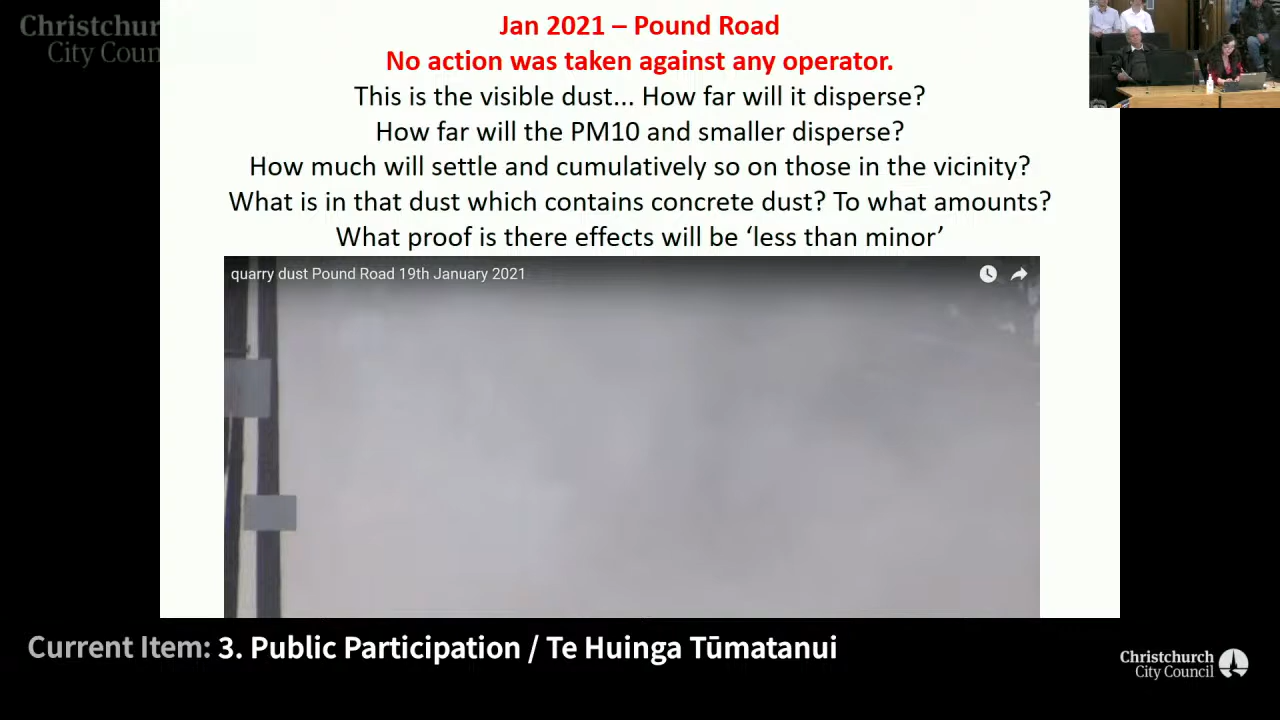 Christchurch
City Council
Jan 2021 – Pound Road
No action was taken against any operator.
This is the visible dust... How far will it disperse?
How far will the PM10 and smaller disperse?
How much will settle and cumulatively so on those in the vicinity?
What is in that dust which contains concrete dust? To what amounts?
What proof is there effects will be ‘less than minor’
quarry dust Pound Road 19th January 2021
Current Item: 3. Public Participation / Te Huinga Tūmatanui
Christchurch
City Council